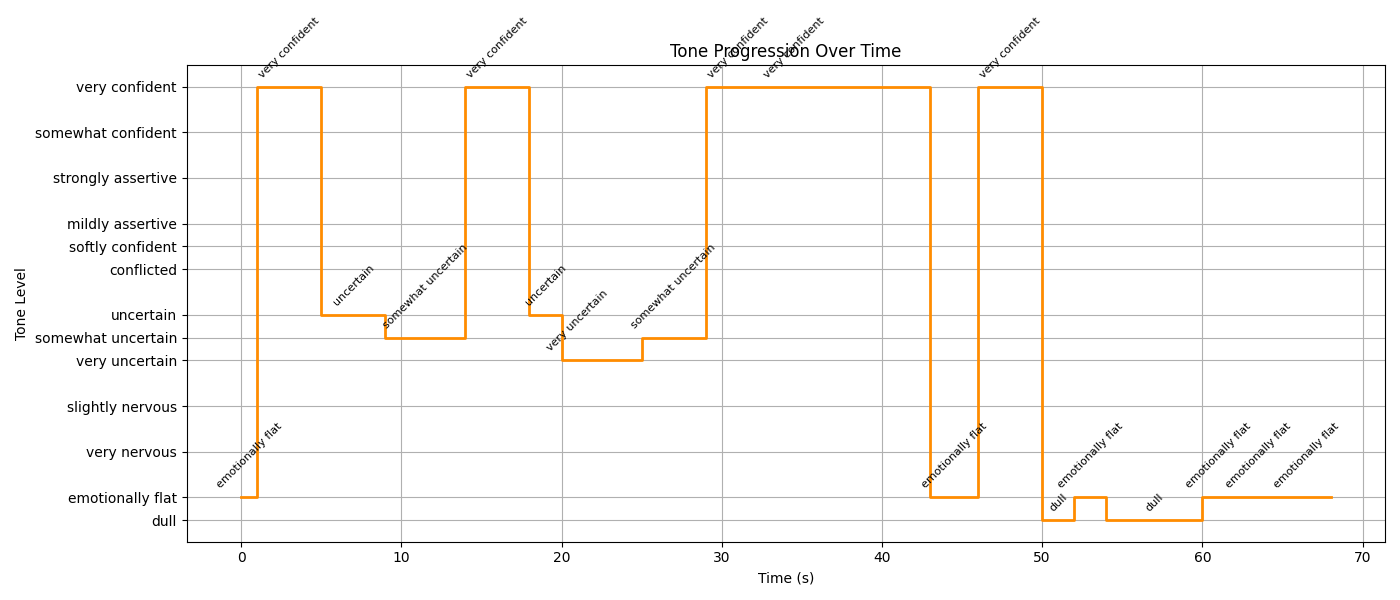 Tone Progression Over Time
very confident
very confident
very confident
very confident
very confident
very confident
somewhat confident
strongly assertive
mildly assertive
softly confident
conflicted
uncertain
somewhat uncertain
uncertain
very uncertain
somewhat uncertain
uncertain
somewhat uncertain
very uncertain
slightly nervous
very nervous
emotionally flat
emotionally flat
emotionally flat
emotionally flat
emotionally flat
emotionally flat
emotionally flat
dull
dull
dull
Tone Level
0 10 20 30 40 50 60 70
Time (s)